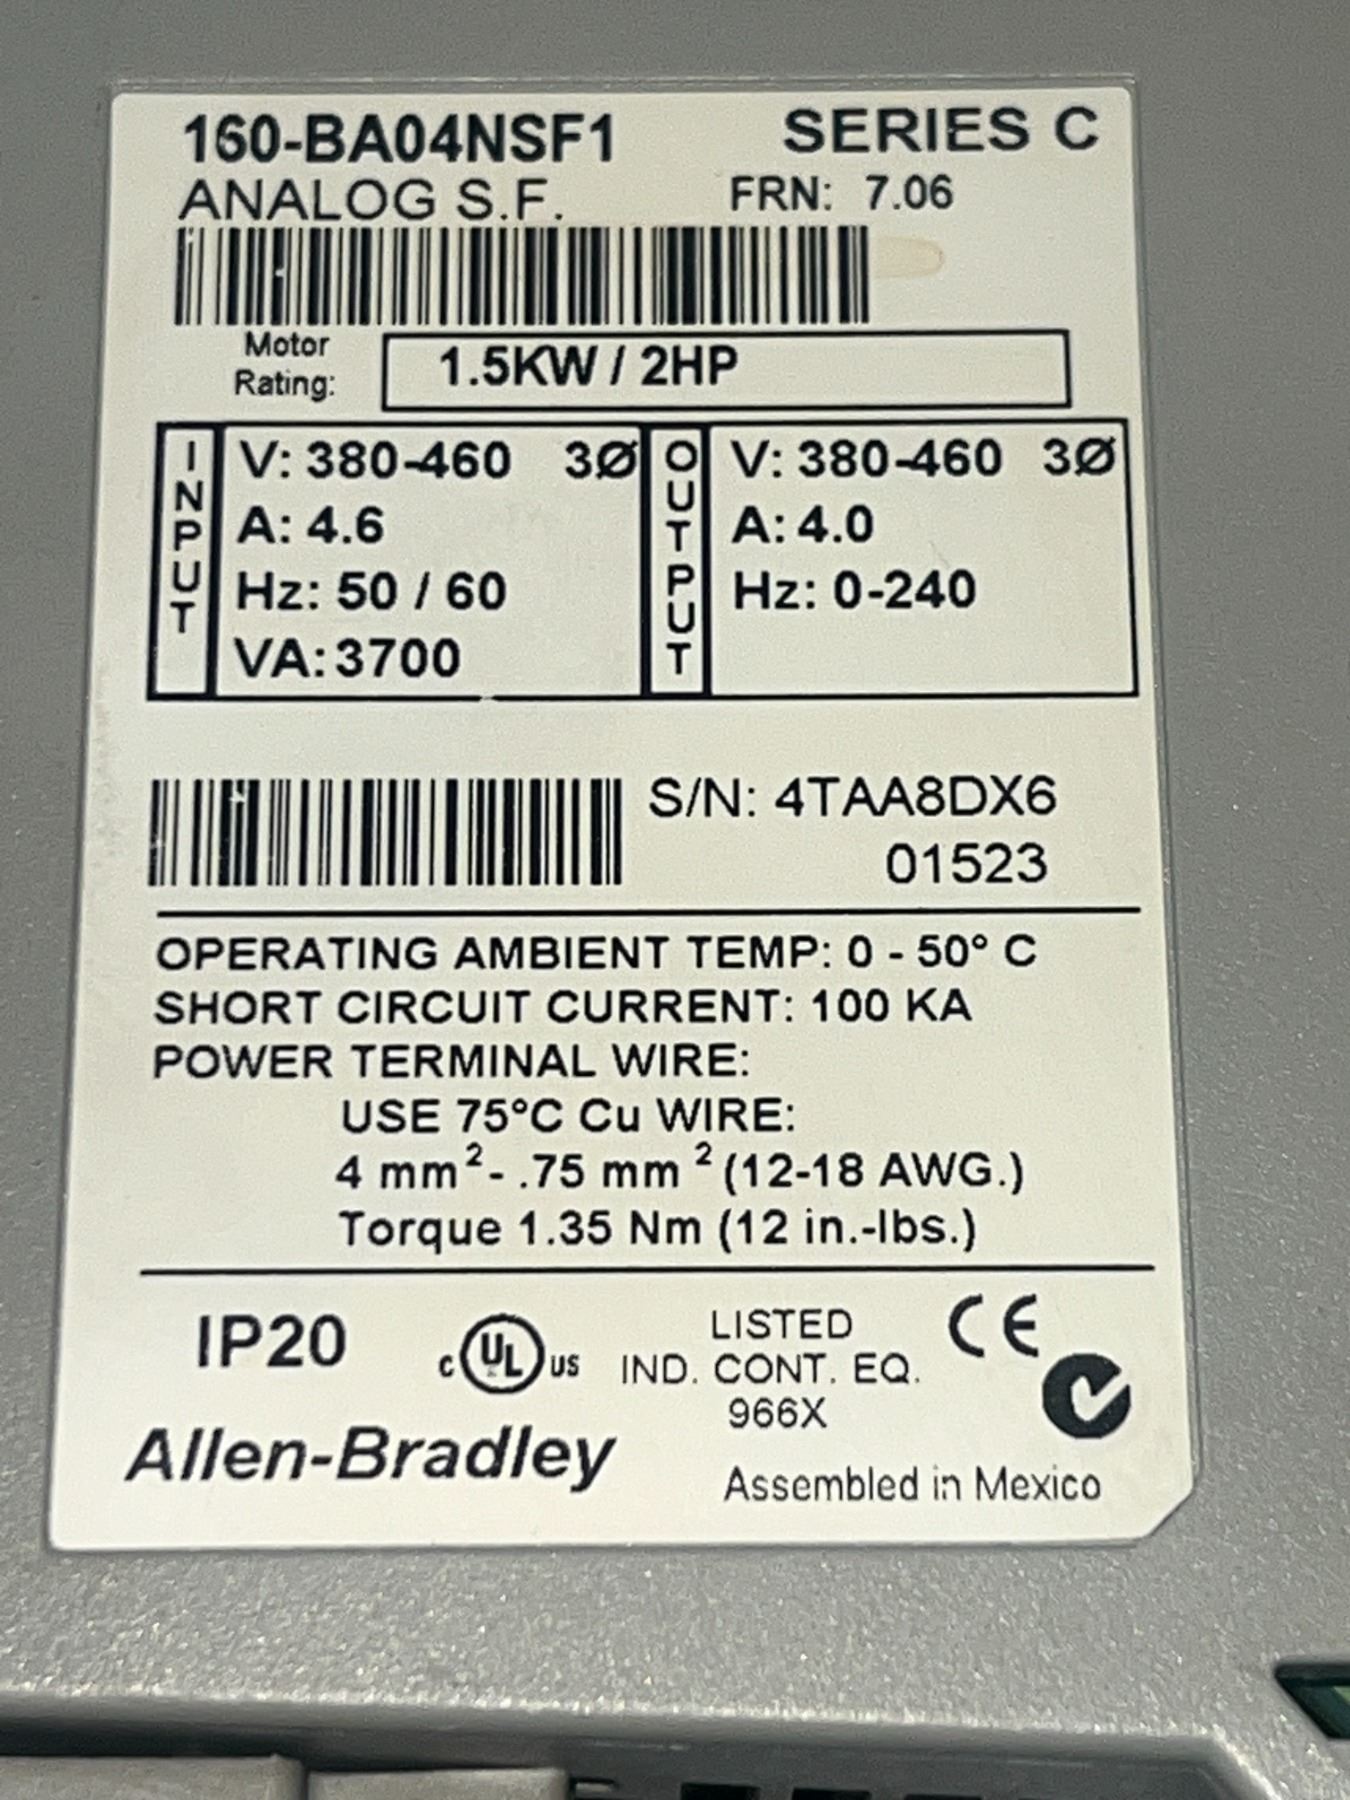 160-BA04NSF1 SERIES C
ANALOG S.F. FRN: 7.06
Motor
Rating: 1.5KW / 2HP
INPUT
V: 380-460 3Ø
A: 4.6
Hz: 50 / 60
VA: 3700
OUTPUT
V: 380-460 3Ø
A: 4.0
Hz: 0-240
S/N: 4TAA8DX6
01523
OPERATING AMBIENT TEMP: 0 - 50° C
SHORT CIRCUIT CURRENT: 100 KA
POWER TERMINAL WIRE:
USE 75°C Cu WIRE:
4 mm² - .75 mm² (12-18 AWG.)
Torque 1.35 Nm (12 in.-lbs.)
IP20
c UL us
LISTED
IND. CONT. EQ.
966X
CE
Allen-Bradley
Assembled in Mexico